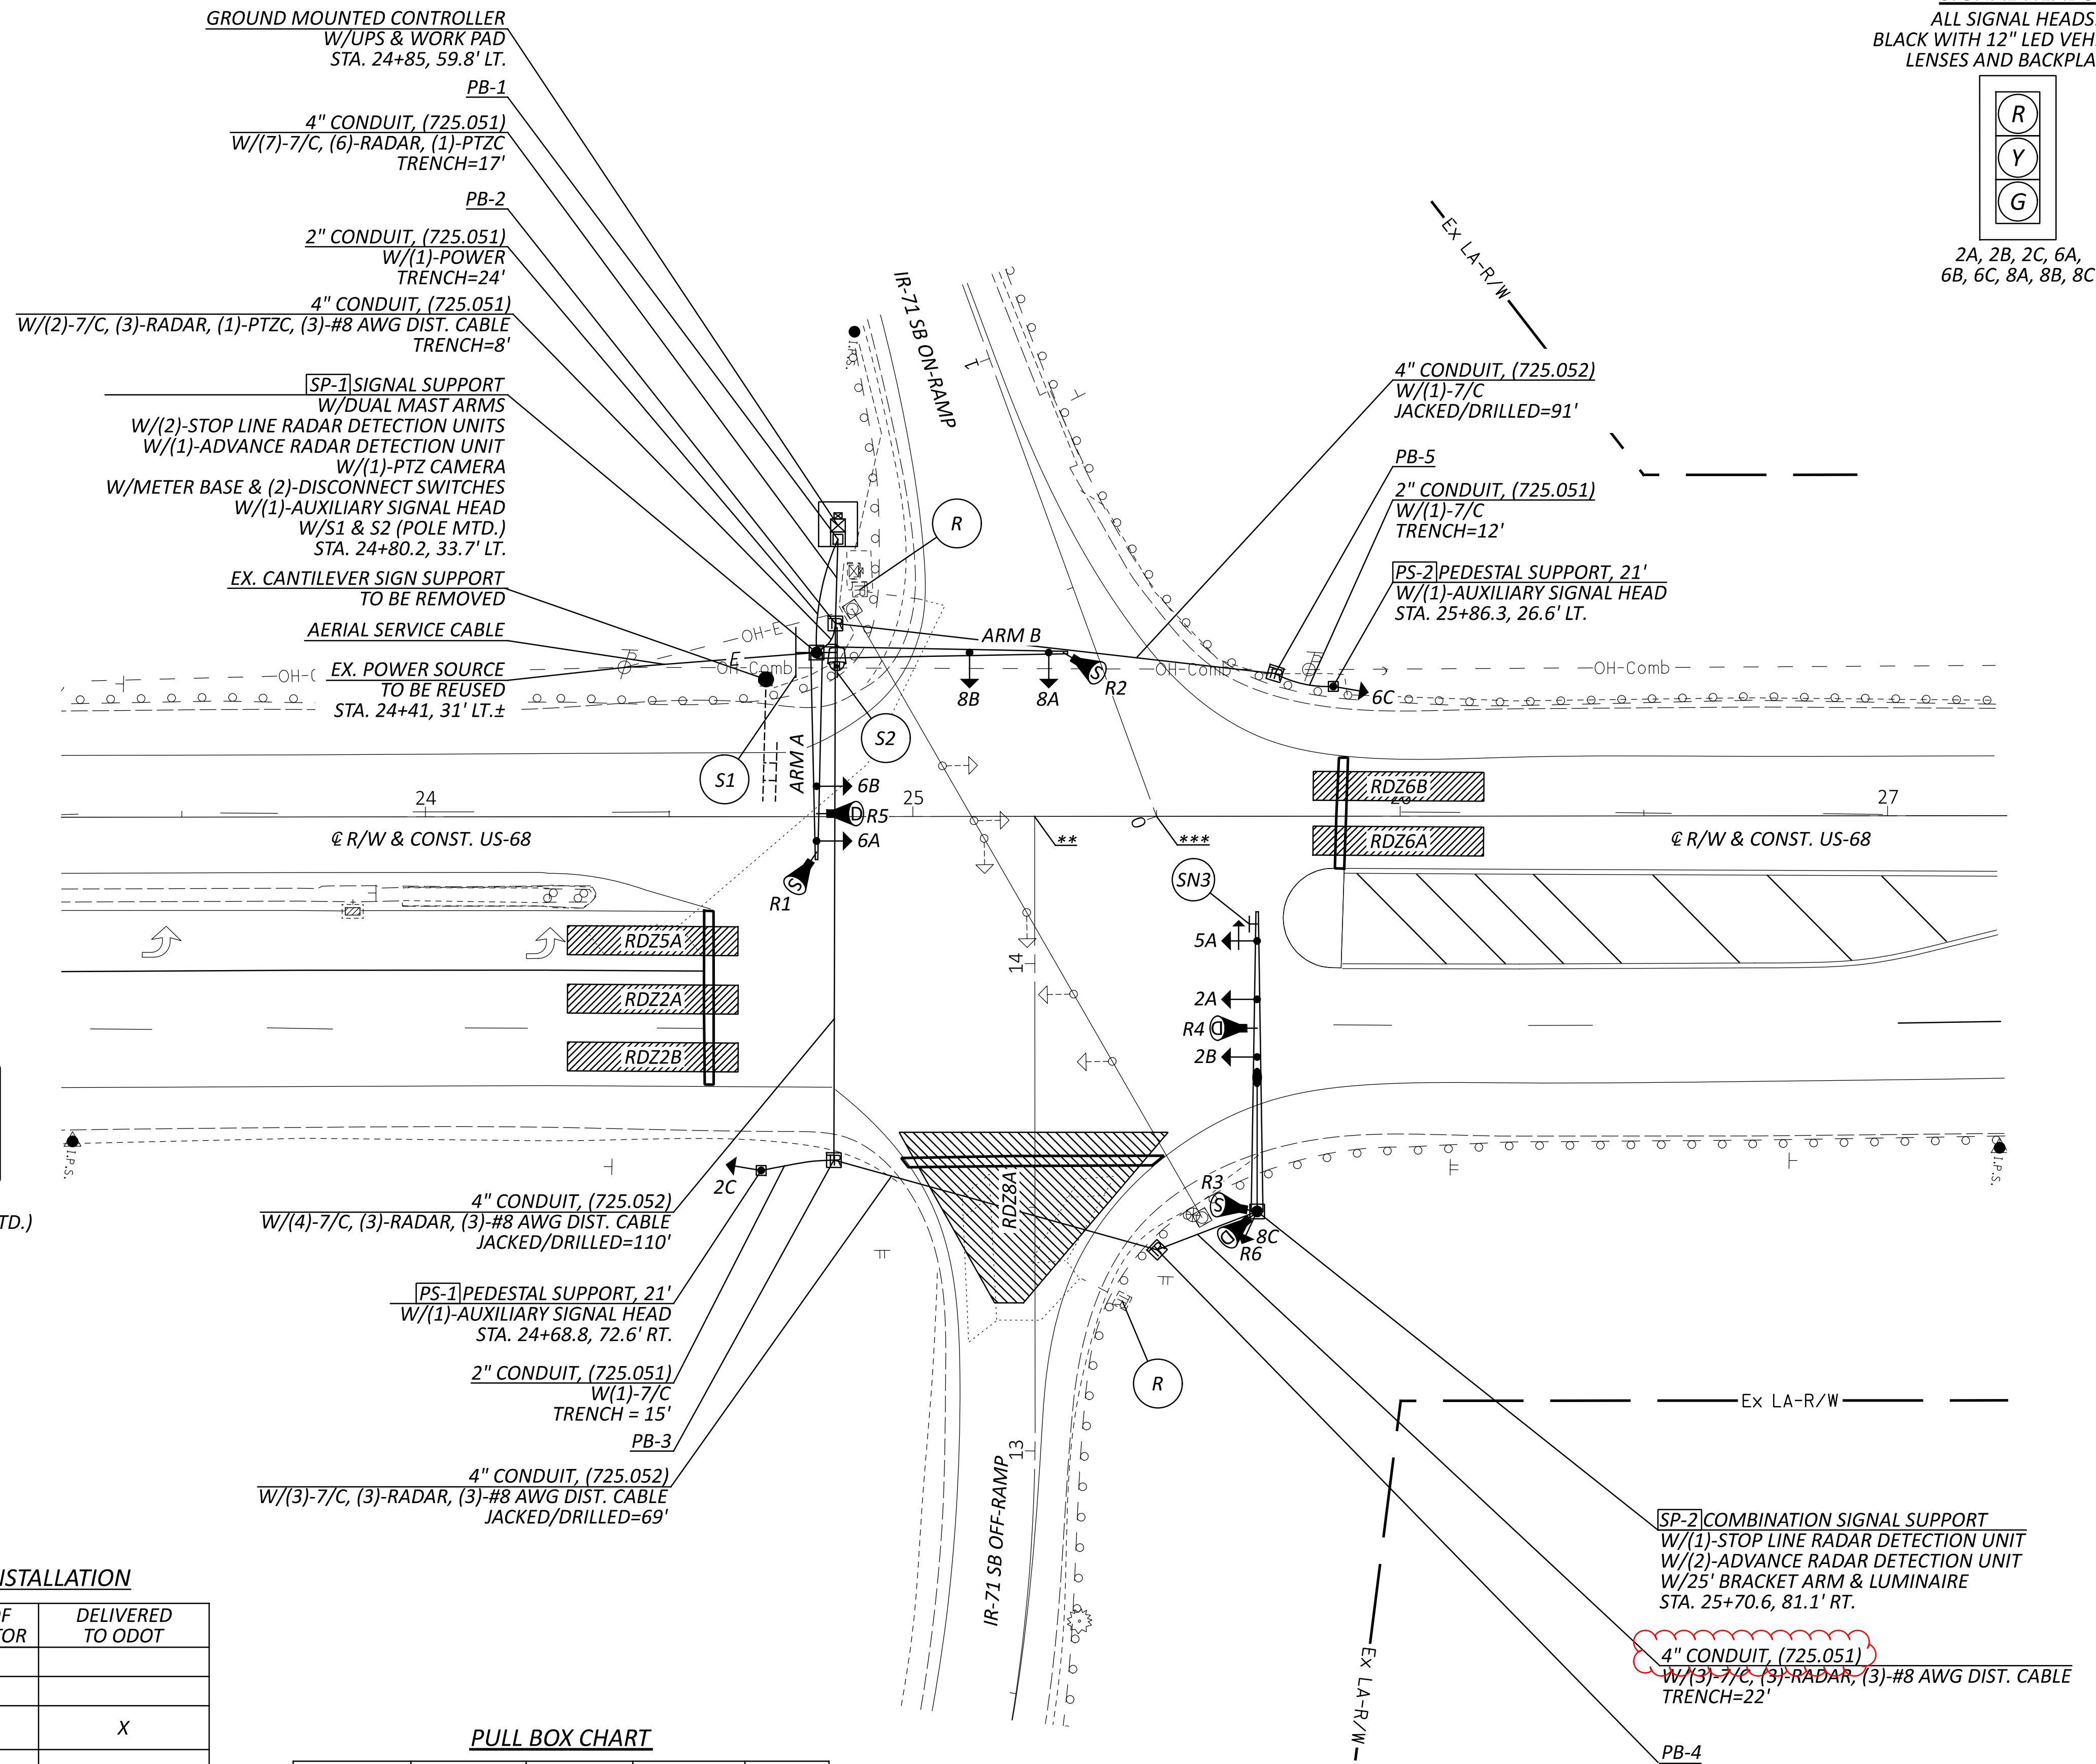 GROUND MOUNTED CONTROLLER
W/UPS & WORK PAD
STA. 24+85, 59.8' LT.
PB-1
4" CONDUIT, (725.051)
W/(7)-7/C, (6)-RADAR, (1)-PTZC
TRENCH=17'
PB-2
2" CONDUIT, (725.051)
W/(1)-POWER
TRENCH=24'
4" CONDUIT, (725.051)
W/(2)-7/C, (3)-RADAR, (1)-PTZC, (3)-#8 AWG DIST. CABLE
TRENCH=8'
SP-1 SIGNAL SUPPORT
W/DUAL MAST ARMS
W/(2)-STOP LINE RADAR DETECTION UNITS
W/(1)-ADVANCE RADAR DETECTION UNIT
W/(1)-PTZ CAMERA
W/METER BASE & (2)-DISCONNECT SWITCHES
W/(1)-AUXILIARY SIGNAL HEAD
W/S1 & S2 (POLE MTD.)
STA. 24+80.2, 33.7' LT.
EX. CANTILEVER SIGN SUPPORT
TO BE REMOVED
AERIAL SERVICE CABLE
EX. POWER SOURCE
TO BE REUSED
STA. 24+41, 31' LT.±
ALL SIGNAL HEADS
BLACK WITH 12" LED VEH
LENSES AND BACKPLA
R
Y
G
2A, 2B, 2C, 6A,
6B, 6C, 8A, 8B, 8C
Ex LA-R/W
4" CONDUIT, (725.052)
W/(1)-7/C
JACKED/DRILLED=91'
PB-5
2" CONDUIT, (725.051)
W/(1)-7/C
TRENCH=12'
PS-2 PEDESTAL SUPPORT, 21'
W/(1)-AUXILIARY SIGNAL HEAD
STA. 25+86.3, 26.6' LT.
I.P.S.
IR-71 SB ON-RAMP
1
R
OH-E
E
ARM B
OH-C
OH-Comb
OH-Comb
OH-Comb
8B
8A
R2
6C
S1
S2
ARM A
6B
R5
6A
R1
24
25
27
0
**
***
RDZ6B
RDZ6A
℄ R/W & CONST. US-68
℄ R/W & CONST. US-68
SN3
5A
2A
R4
2B
RDZ5A
RDZ2A
RDZ2B
14
I.P.S.
I.P.S.
2C
R3
8C
R6
RDZ8A
R
13
IR-71 SB OFF-RAMP
TD.)
4" CONDUIT, (725.052)
W/(4)-7/C, (3)-RADAR, (3)-#8 AWG DIST. CABLE
JACKED/DRILLED=110'
PS-1 PEDESTAL SUPPORT, 21'
W/(1)-AUXILIARY SIGNAL HEAD
STA. 24+68.8, 72.6' RT.
2" CONDUIT, (725.051)
W(1)-7/C
TRENCH = 15'
PB-3
4" CONDUIT, (725.052)
W/(3)-7/C, (3)-RADAR, (3)-#8 AWG DIST. CABLE
JACKED/DRILLED=69'
Ex LA-R/W
Ex LA-R/W
SP-2 COMBINATION SIGNAL SUPPORT
W/(1)-STOP LINE RADAR DETECTION UNIT
W/(2)-ADVANCE RADAR DETECTION UNIT
W/25' BRACKET ARM & LUMINAIRE
STA. 25+70.6, 81.1' RT.
4" CONDUIT, (725.051)
W/(3)-7/C, (3)-RADAR, (3)-#8 AWG DIST. CABLE
TRENCH=22'
PB-4
NSTALLATION
DELIVERED
TO ODOT
X
PULL BOX CHART